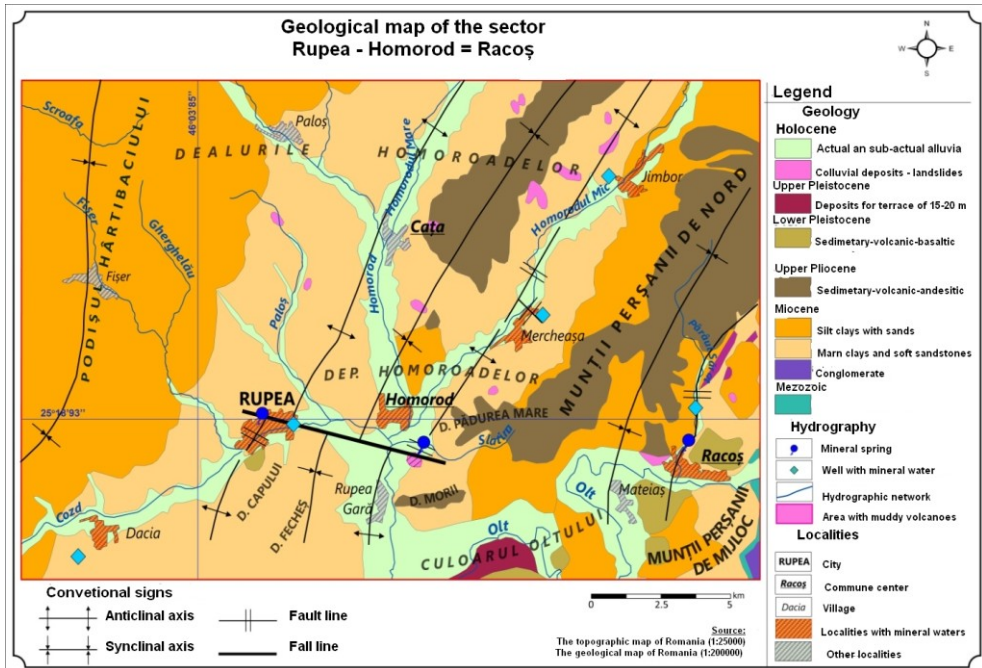 Geological map of the sector
Rupea - Homorod = Racoș
N
W
E
S
Scroafa
Paloș
46°03'85"
DEALURILE
HOMOROADELOR
Homorodul Mare
Jimbor
Homorodul Mic
PODIȘUL HÂRTIBACIULUI
Fișer
Gherghelău
Cața
Fișer
Homorod
Paloș
MUNȚII PERȘANII DE NORD
Mercheașa
DEP. HOMOROADELOR
RUPEA
Homorod
25°18'93"
D. PĂDUREA MARE
Slatina
Racoș
D. CAPULUI
Rupea
Gară
D. FECHEȘ
D. MORII
Olt
Mateiaș
Cozd
Dacia
Olt
CULOARUL OLTULUI
MUNȚII PERȘANII
DE MIJLOC
Legend
Geology
Holocene
Actual an sub-actual alluvia
Colluvial deposits - landslides
Upper Pleistocene
Deposits for terrace of 15-20 m
Lower Pleistocene
Sedimetary-volcanic-basaltic
Upper Pliocene
Sedimetary-volcanic-andesitic
Miocene
Silt clays with sands
Marn clays and soft sandstones
Conglomerate
Mezozoic
Hydrography
Mineral spring
Well with mineral water
Hydrographic network
Area with muddy volcanoes
Localities
RUPEA
City
Racoș
Commune center
Dacia
Village
Localities with mineral waters
Other localities
Convetional signs
Anticlinal axis
Fault line
Synclinal axis
Fall line
0
5
km
Source:
The topographic map of Romania (1:25000)
The geological map of Romania (1:200000)